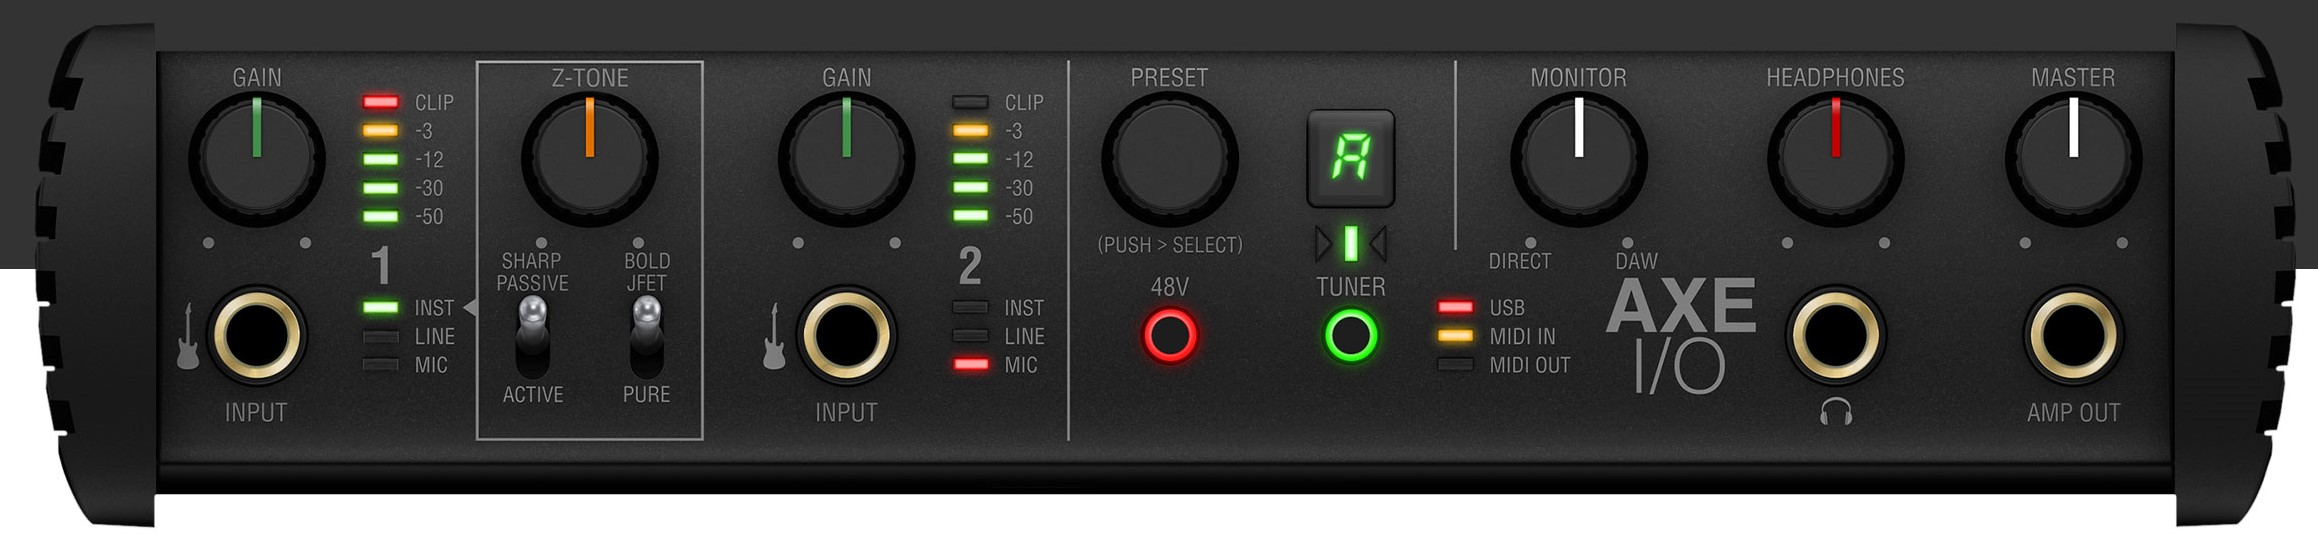 GAIN
CLIP
-3
-12
-30
-50
1
INST
LINE
MIC
INPUT
Z-TONE
SHARP
PASSIVE
ACTIVE
BOLD
JFET
PURE
GAIN
CLIP
-3
-12
-30
-50
2
INST
LINE
MIC
INPUT
PRESET
(PUSH > SELECT)
A
48V
TUNER
USB
MIDI IN
MIDI OUT
MONITOR
DIRECT
DAW
AXE
I/O
HEADPHONES
MASTER
AMP OUT